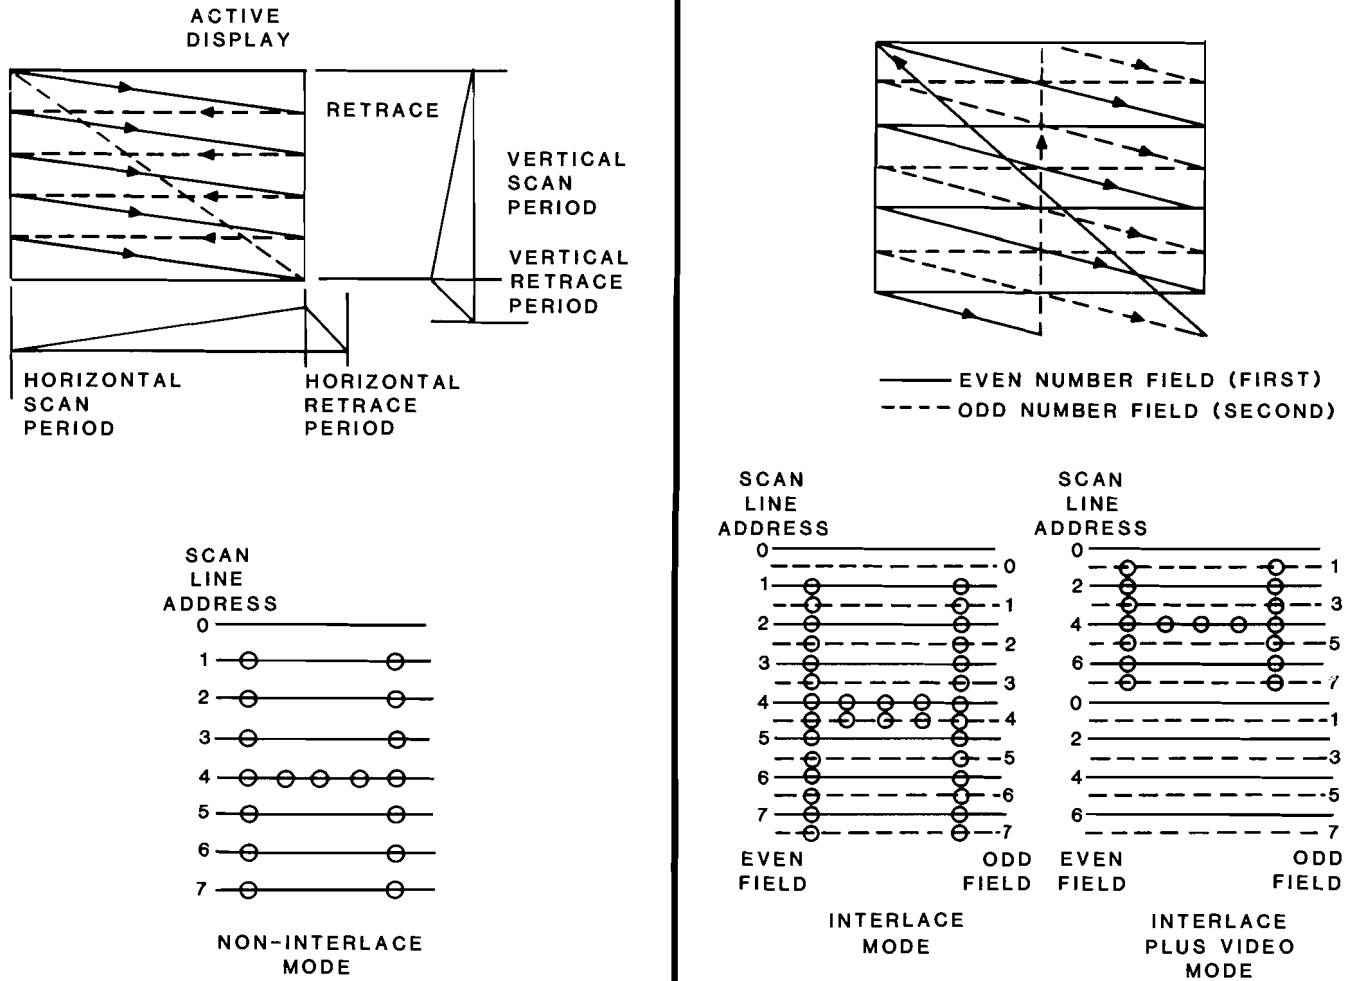 ACTIVE
DISPLAY
RETRACE
VERTICAL
SCAN
PERIOD
VERTICAL
RETRACE
PERIOD
HORIZONTAL
SCAN
PERIOD
HORIZONTAL
RETRACE
PERIOD
SCAN
LINE
ADDRESS
0
1
2
3
4
5
6
7
NON-INTERLACE
MODE
EVEN NUMBER FIELD (FIRST)
ODD NUMBER FIELD (SECOND)
SCAN
LINE
ADDRESS
0
0
1
1
2
2
3
3
4
4
5
5
6
6
7
7
EVEN
FIELD
ODD
FIELD
INTERLACE
MODE
SCAN
LINE
ADDRESS
0
1
2
3
4
5
6
7
0
1
2
3
4
5
6
7
EVEN
FIELD
ODD
FIELD
INTERLACE
PLUS VIDEO
MODE